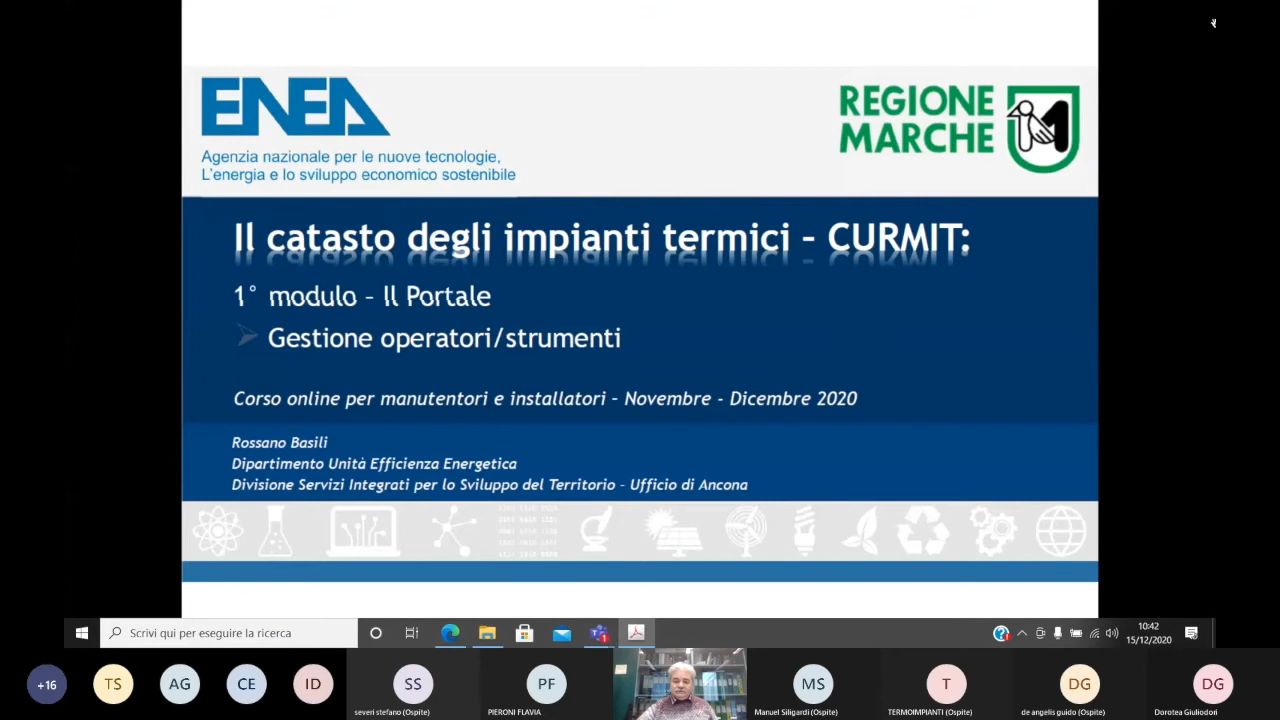 ENEA
Agenzia nazionale per le nuove tecnologie,
L'energia e lo sviluppo economico sostenibile
REGIONE
MARCHE
Il catasto degli impianti termici – CURMIT:
1° modulo – Il Portale
Gestione operatori/strumenti
Corso online per manutentori e installatori – Novembre - Dicembre 2020
Rossano Basili
Dipartimento Unità Efficienza Energetica
Divisione Servizi Integrati per lo Sviluppo del Territorio – Ufficio di Ancona
Scrivi qui per eseguire la ricerca
10:42
15/12/2020
+16
TS
AG
CE
ID
SS
PF
MS
T
DG
DG
severi stefano (Ospite)
PIERONI FLAVIA
Manuel Siligardi (Ospite)
TERMOIMPIANTI (Ospite)
de angelis guido (Ospite)
Dorotea Giuliodori